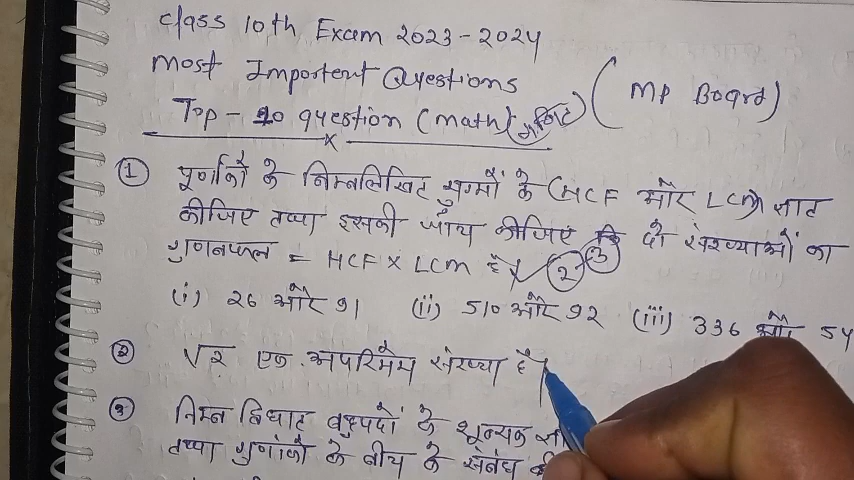 Class 10th Exam 2023-2024
Most Importent Questions
Top-10 question (math) गणित (MP Board)
① पूर्णांकों के निम्नलिखित युग्मों के (HCF और LCM) ज्ञात
कीजिए तथा इसकी जाँच कीजिए कि दो संख्याओं का
गुणनफल = HCF X LCM है। ② ③
(i) 26 और 91 (ii) 510 और 92 (iii) 336 और 54
② √2 एक अपरिमेय संख्या है।
③ निम्न द्विघात बहुपदों के शून्यक
तथा गुणांकों के बीच के संबंध की